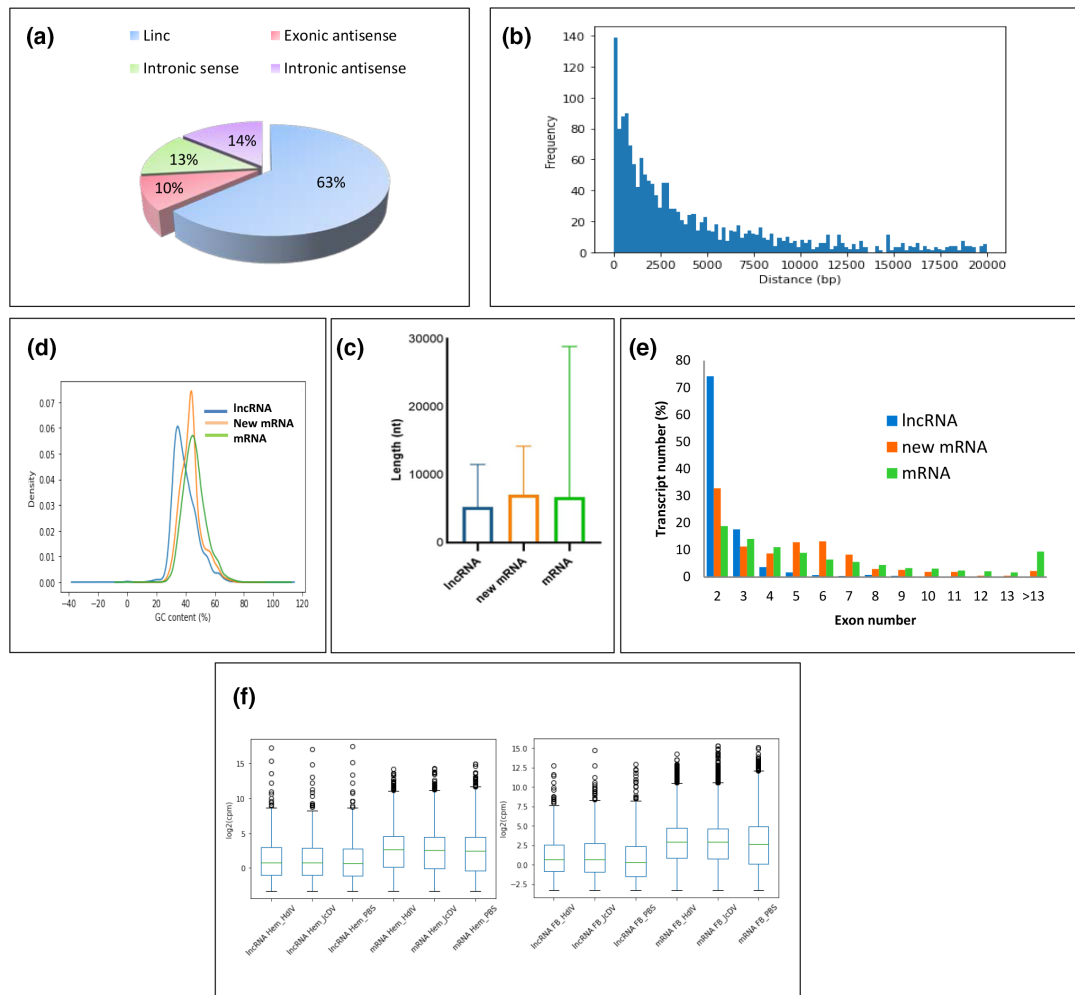 (a)
Linc
Exonic antisense
Intronic sense
Intronic antisense
14%
13%
10%
63%
(b)
140
120
100
80
60
40
20
0
Frequency
0 2500 5000 7500 10000 12500 15000 17500 20000
Distance (bp)
(d)
lncRNA
New mRNA
mRNA
0.07
0.06
0.05
0.04
0.03
0.02
0.01
0.00
Density
−40 −20 0 20 40 60 80 100 120
GC content (%)
(c)
30000
20000
10000
0
Length (nt)
lncRNA
new mRNA
mRNA
(e)
80
70
60
50
40
30
20
10
0
Transcript number (%)
lncRNA
new mRNA
mRNA
2 3 4 5 6 7 8 9 10 11 12 13 >13
Exon number
(f)
15
10
5
0
log2(cpm)
lncRNA Hem_HdIV
lncRNA Hem_JcDV
lncRNA Hem_PBS
mRNA Hem_HdIV
mRNA Hem_JcDV
mRNA Hem_PBS
15.0
12.5
10.0
7.5
5.0
2.5
0.0
−2.5
log2(cpm)
lncRNA FB_HdIV
lncRNA FB_JcDV
lncRNA FB_PBS
mRNA FB_HdIV
mRNA FB_JcDV
mRNA FB_PBS